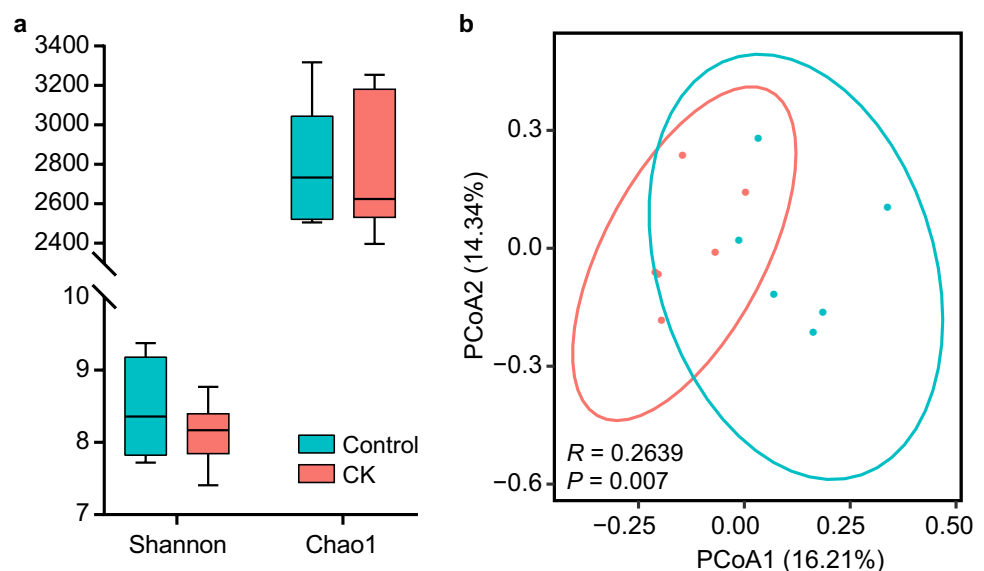 a
3400
3200
3000
2800
2600
2400
10
9
8
7
Shannon
Chao1
Control
CK
b
PCoA2 (14.34%)
0.3
0.0
−0.3
−0.6
R = 0.2639
P = 0.007
−0.25
0.00
0.25
0.50
PCoA1 (16.21%)